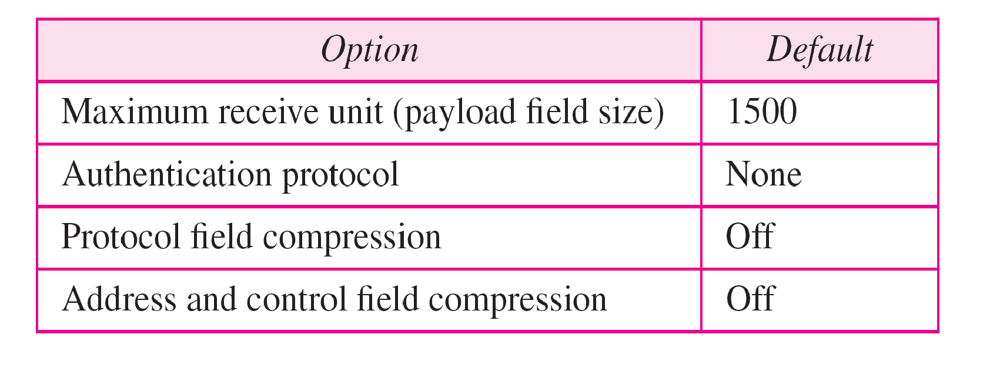 Option Default
Maximum receive unit (payload field size) 1500
Authentication protocol None
Protocol field compression Off
Address and control field compression Off